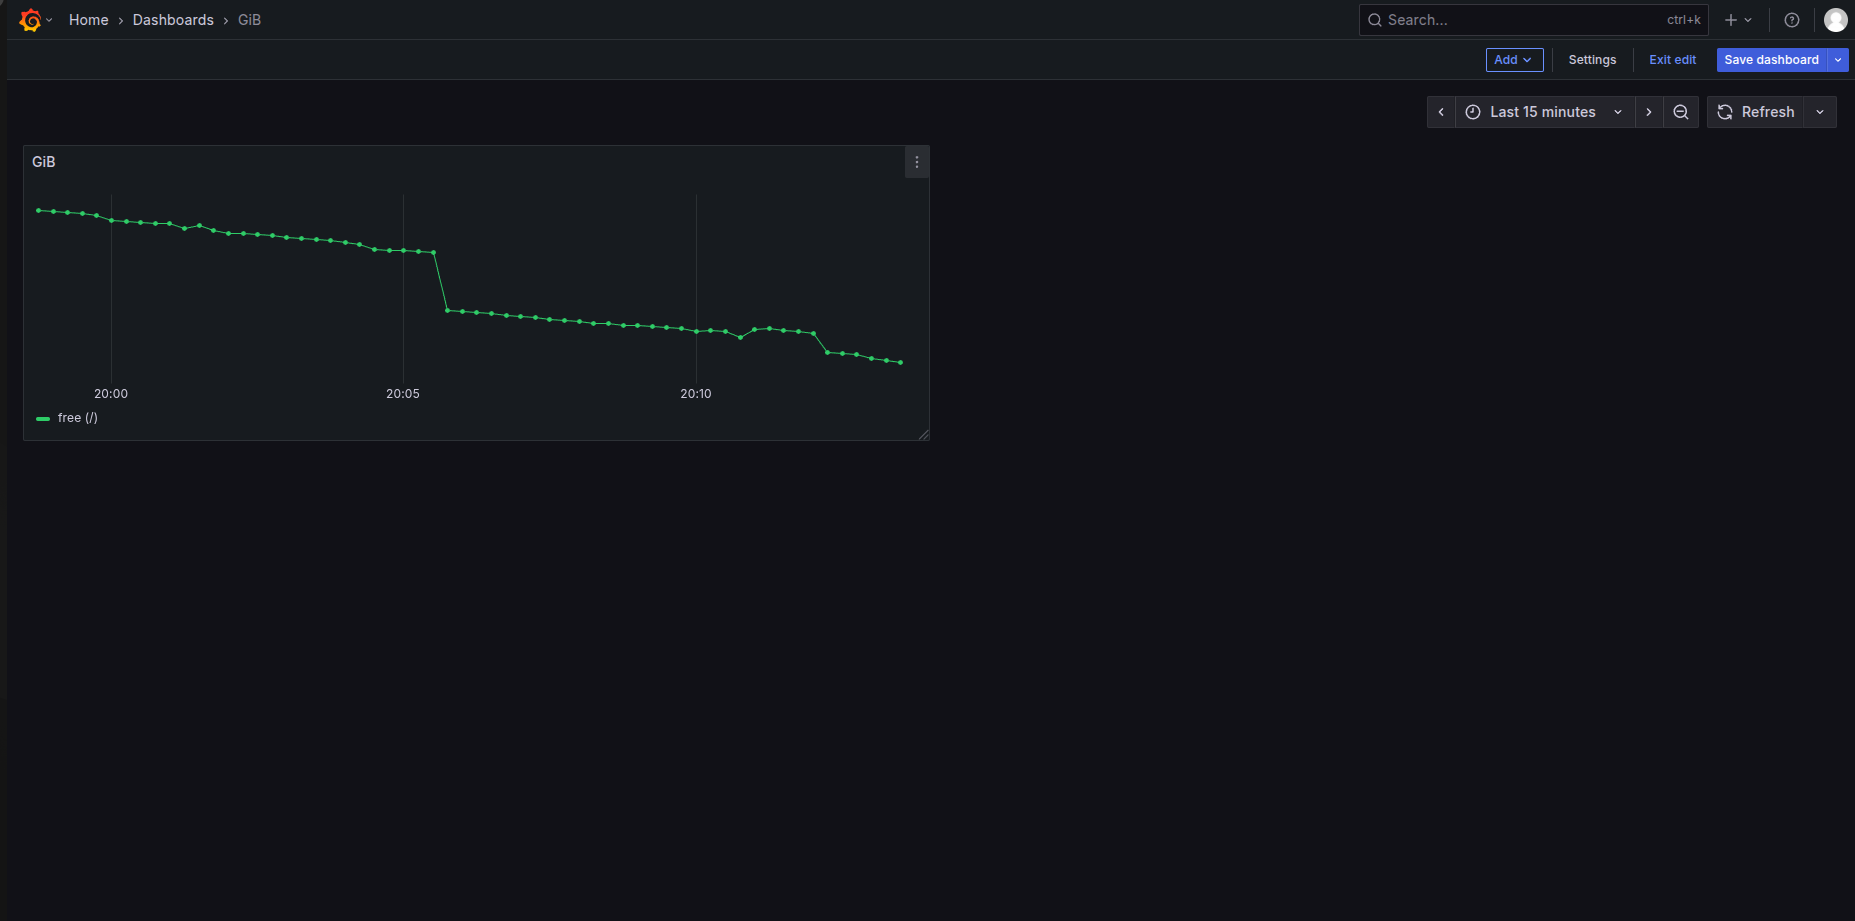 Home › Dashboards › GiB
Search... ctrl+k
Add Settings Exit edit Save dashboard
Last 15 minutes Refresh
GiB
20:00 20:05 20:10
free (/)